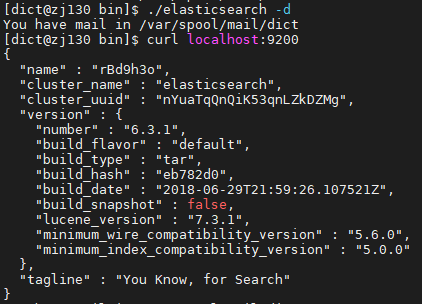 [dict@zj130 bin]$ ./elasticsearch -d
You have mail in /var/spool/mail/dict
[dict@zj130 bin]$ curl localhost:9200
{
  "name" : "rBd9h3o",
  "cluster_name" : "elasticsearch",
  "cluster_uuid" : "nYuaTqQnQiK53qnLZkDZMg",
  "version" : {
    "number" : "6.3.1",
    "build_flavor" : "default",
    "build_type" : "tar",
    "build_hash" : "eb782d0",
    "build_date" : "2018-06-29T21:59:26.107521Z",
    "build_snapshot" : false,
    "lucene_version" : "7.3.1",
    "minimum_wire_compatibility_version" : "5.6.0",
    "minimum_index_compatibility_version" : "5.0.0"
  },
  "tagline" : "You Know, for Search"
}